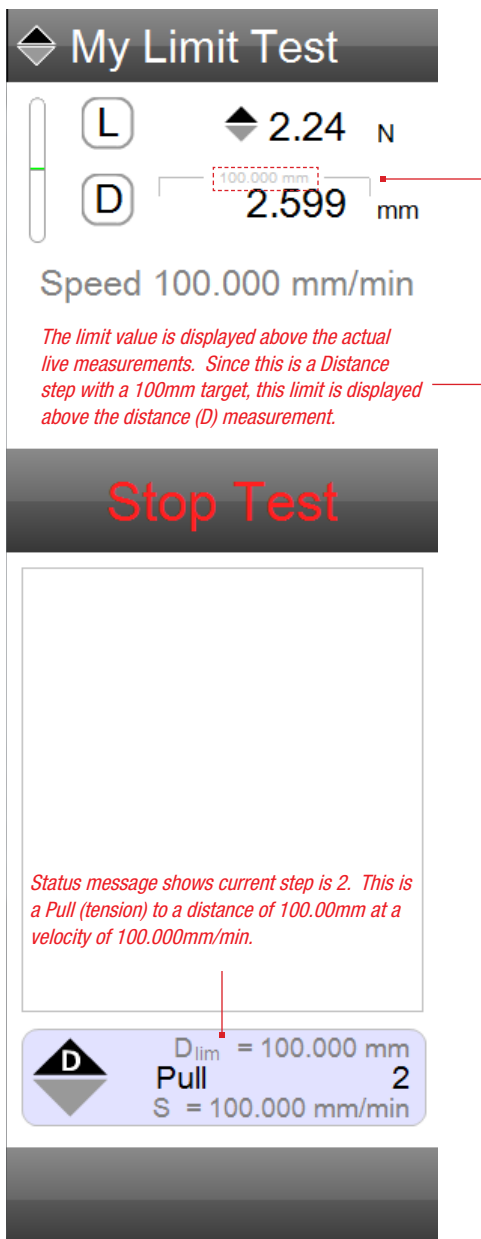 My Limit Test
L 2.24 N
100.000 mm
D 2.599 mm
Speed 100.000 mm/min
The limit value is displayed above the actual
live measurements. Since this is a Distance
step with a 100mm target, this limit is displayed
above the distance (D) measurement.
Stop Test
Status message shows current step is 2. This is
a Pull (tension) to a distance of 100.00mm at a
velocity of 100.000mm/min.
D
Dlim = 100.000 mm
Pull 2
S = 100.000 mm/min